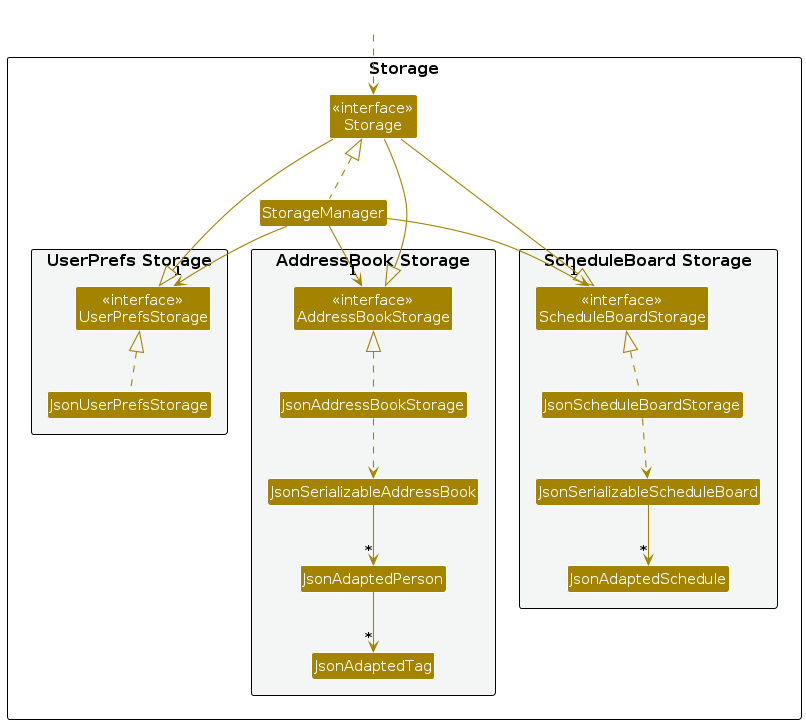 Storage
«interface»
Storage
StorageManager
UserPrefs Storage
1
«interface»
UserPrefsStorage
JsonUserPrefsStorage
AddressBook Storage
1
«interface»
AddressBookStorage
JsonAddressBookStorage
JsonSerializableAddressBook
*
JsonAdaptedPerson
*
JsonAdaptedTag
ScheduleBoard Storage
1
«interface»
ScheduleBoardStorage
JsonScheduleBoardStorage
JsonSerializableScheduleBoard
*
JsonAdaptedSchedule